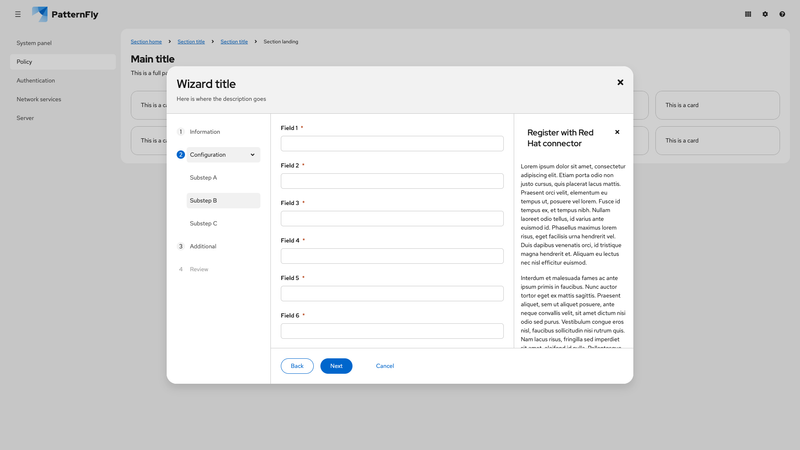 PatternFly
System panel
Policy
Authentication
Network services
Server
Section home
Section title
Section title
Section landing
Main title
This is a full pa
This is a ca
This is a card
This is a ca
This is a card
Wizard title
Here is where the description goes
1 Information
2 Configuration
Substep A
Substep B
Substep C
3 Additional
4 Review
Field 1 *
Field 2 *
Field 3 *
Field 4 *
Field 5 *
Field 6 *
Register with Red
Hat connector
Lorem ipsum dolor sit amet, consectetur
adipiscing elit. Etiam porta odio non
justo cursus, quis placerat lacus mattis.
Praesent orci velit, elementum eu
tempus ut, posuere vel lorem. Fusce id
tempus ex, et tempus nibh. Nullam
laoreet odio tellus, id varius ante
euismod id. Phasellus maximus lorem
risus, eget facilisis urna hendrerit vel.
Duis dapibus venenatis orci, id tristique
magna hendrerit et. Aliquam eu lectus
nec nisl efficitur euismod.
Interdum et malesuada fames ac ante
ipsum primis in faucibus. Nunc auctor
tortor eget ex mattis sagittis. Praesent
aliquet, sem ut aliquet posuere, ante
neque convallis velit, sit amet dictum nisi
odio sed purus. Vestibulum congue eros
nisl, faucibus sollicitudin nisi rutrum quis.
Nam lacus risus, fringilla sed imperdiet
Back
Next
Cancel